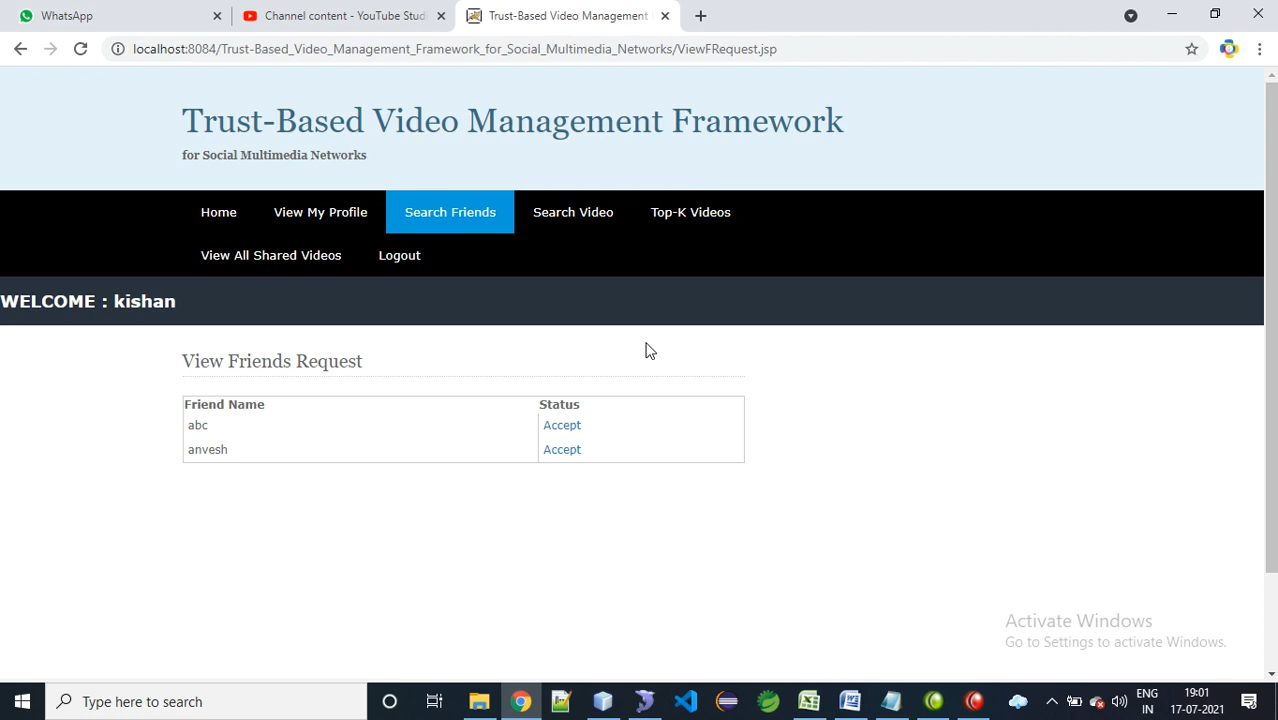 WhatsApp
Channel content - YouTube Studi
Trust-Based Video Management
localhost:8084/Trust-Based_Video_Management_Framework_for_Social_Multimedia_Networks/ViewFRequest.jsp
Trust-Based Video Management Framework
for Social Multimedia Networks
Home View My Profile Search Friends Search Video Top-K Videos
View All Shared Videos Logout
WELCOME : kishan
View Friends Request
Friend Name Status
abc Accept
anvesh Accept
Activate Windows
Go to Settings to activate Windows.
Type here to search
ENG 19:01
IN 17-07-2021